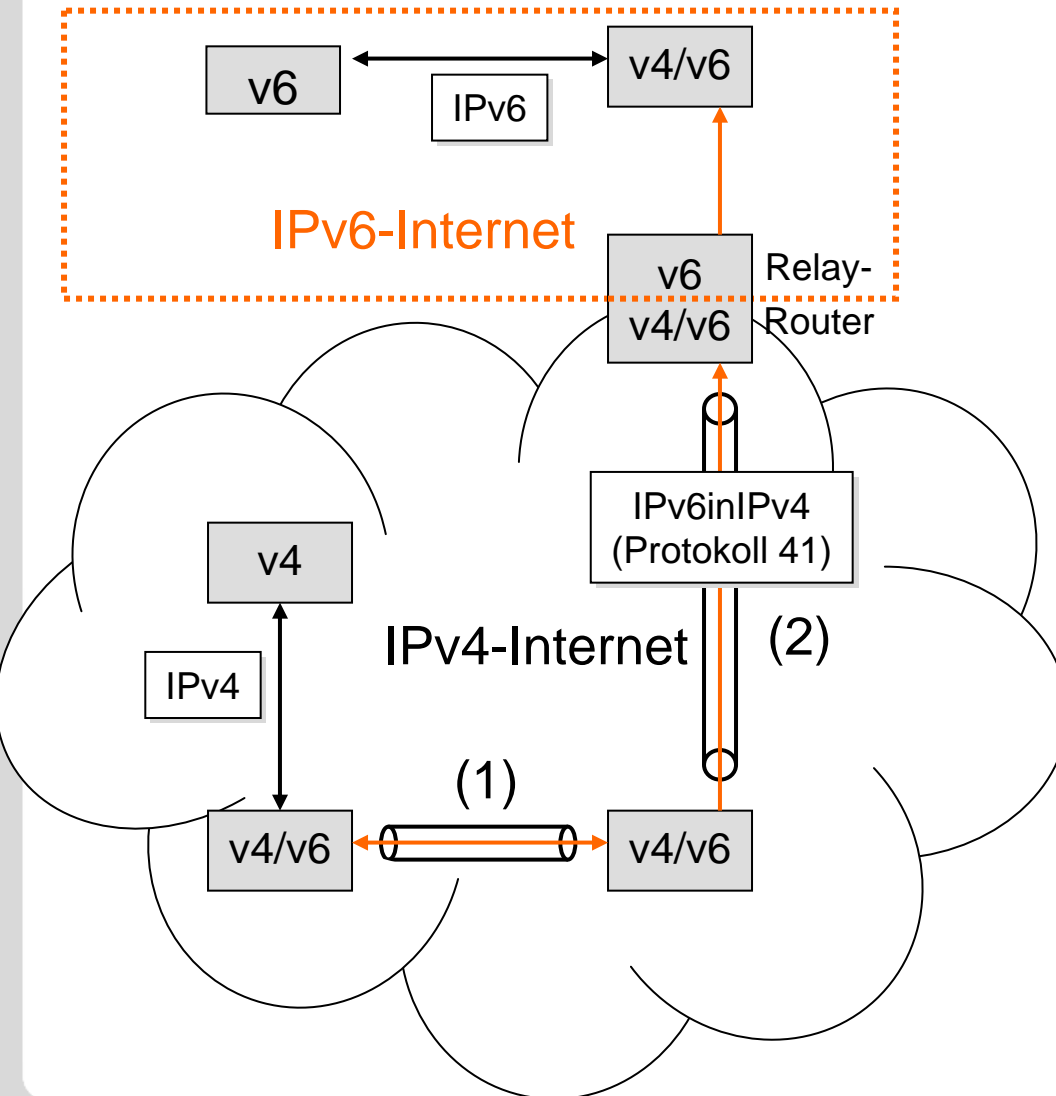 v6
v4/v6
IPv6
IPv6-Internet
v6
v4/v6
Relay-
Router
IPv6inIPv4
(Protokoll 41)
v4
IPv4-Internet
(2)
IPv4
(1)
v4/v6
v4/v6